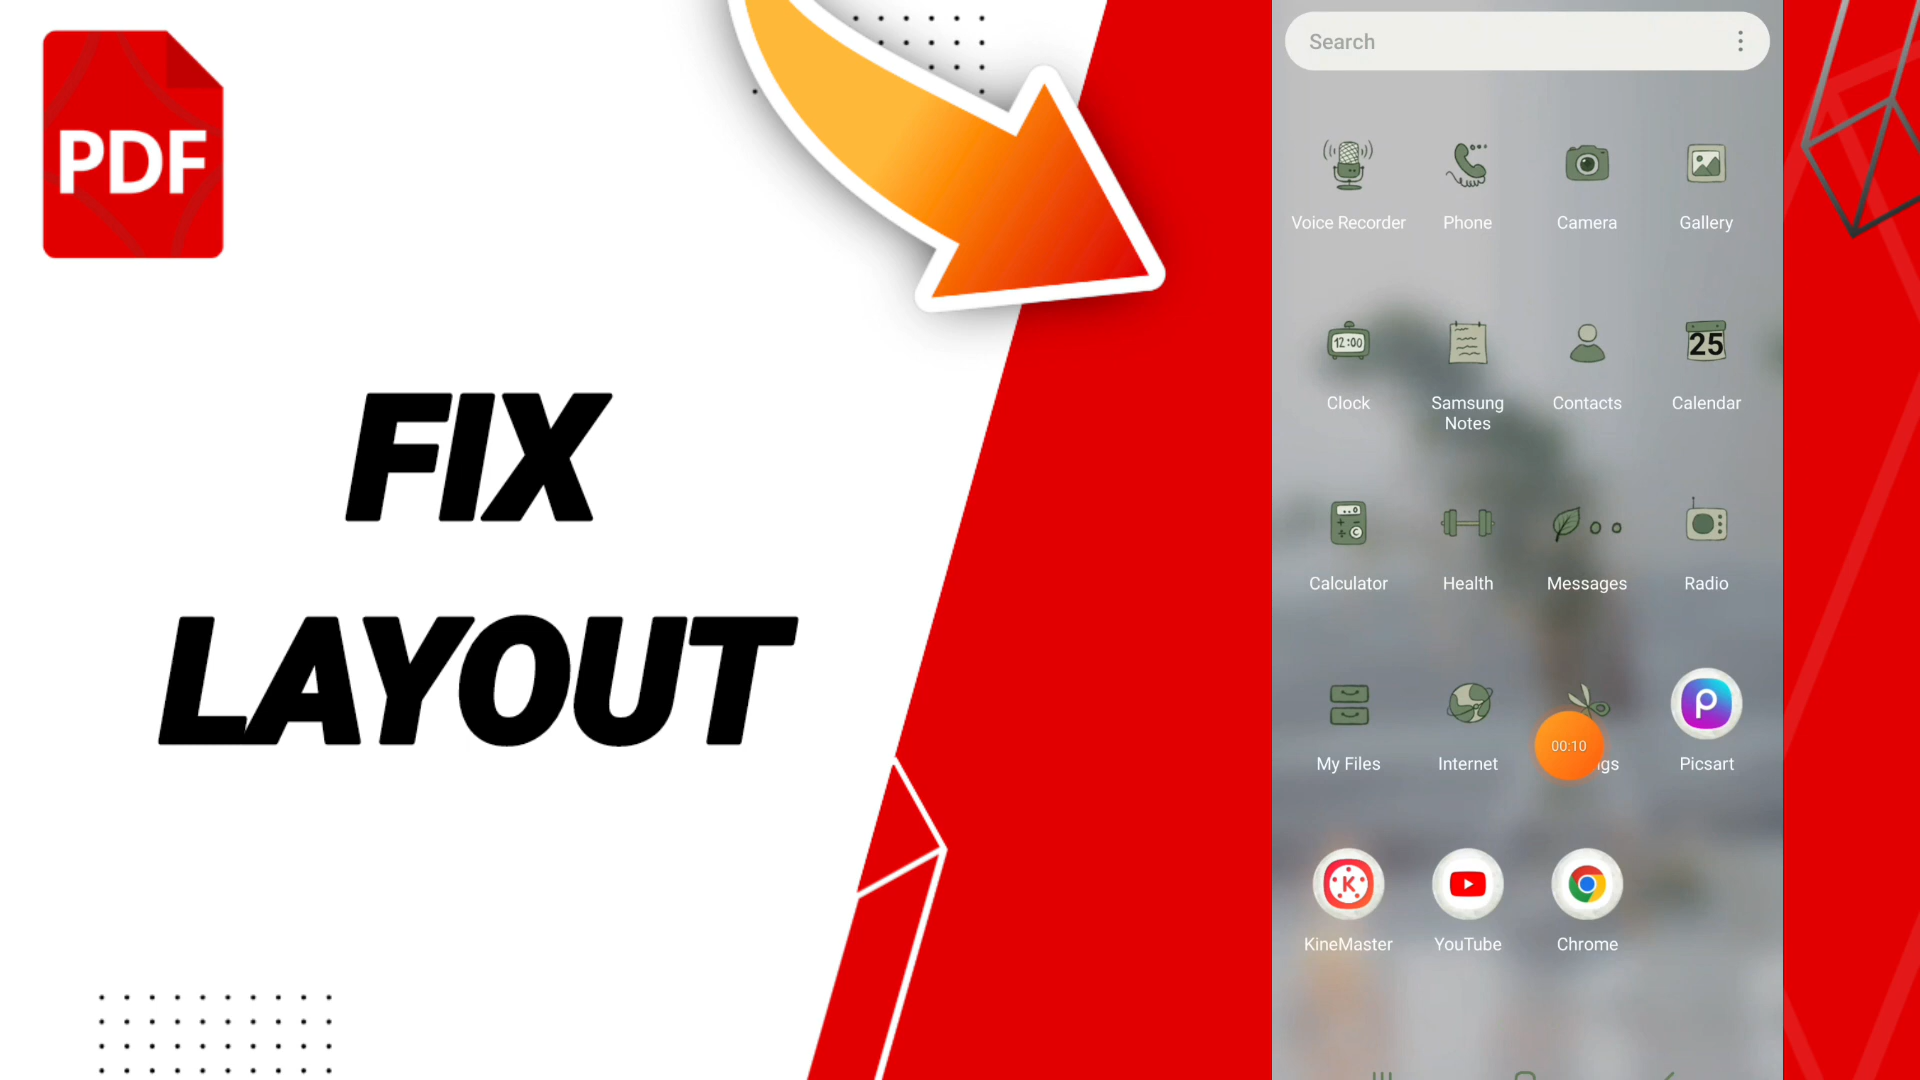 PDF
FIX
LAYOUT
Search
Voice Recorder
Phone
Camera
Gallery
12:00
25
Clock
Samsung
Notes
Contacts
Calendar
Calculator
Health
Messages
Radio
00:10
My Files
Internet
gs
Picsart
KineMaster
YouTube
Chrome